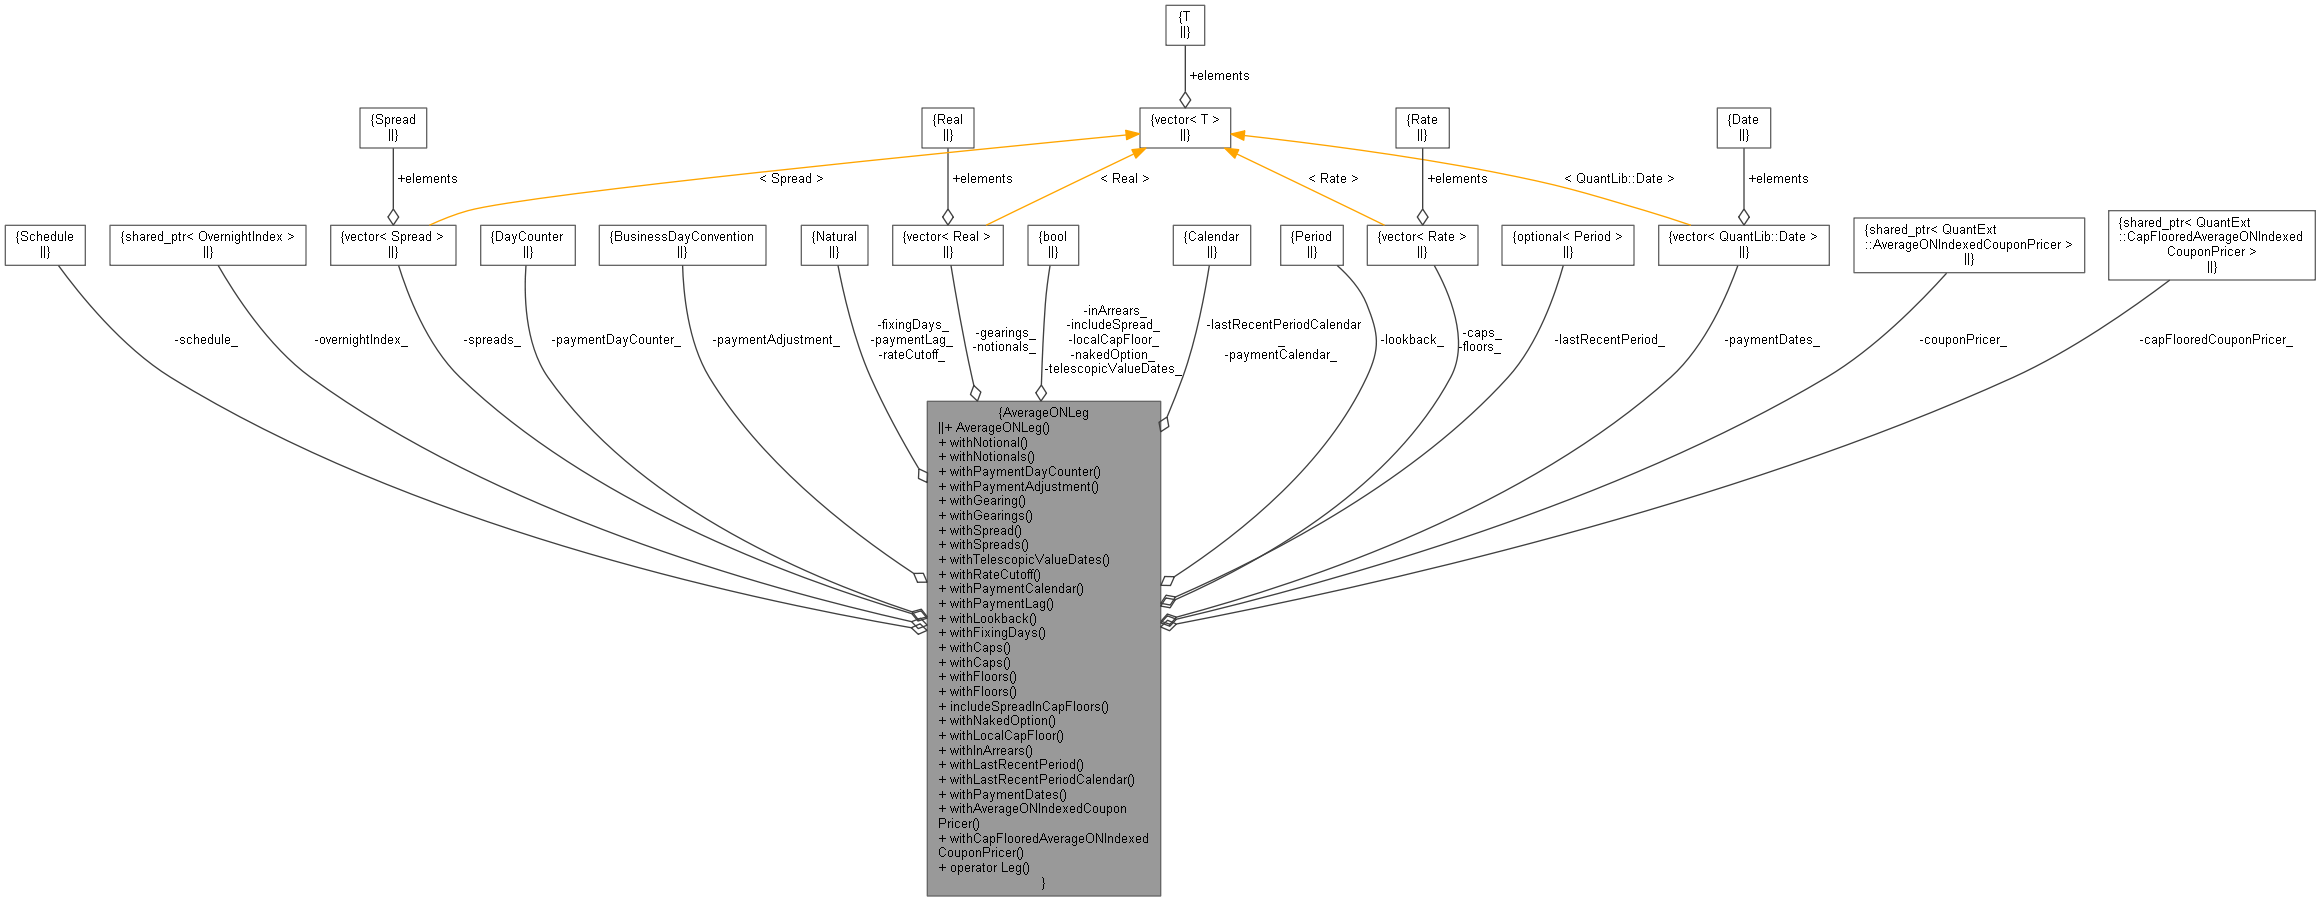 {T
||}
+elements
{Spread
||}
{Real
||}
{vector< T >
||}
{Rate
||}
{Date
||}
+elements
< Spread >
+elements
< Real >
< Rate >
+elements
< QuantLib::Date >
+elements
{Schedule
||}
{shared_ptr< OvernightIndex >
||}
{vector< Spread >
||}
{DayCounter
||}
{BusinessDayConvention
||}
{Natural
||}
{vector< Real >
||}
{bool
||}
{Calendar
||}
{Period
||}
{vector< Rate >
||}
{optional< Period >
||}
{vector< QuantLib::Date >
||}
{shared_ptr< QuantExt
::AverageONIndexedCouponPricer >
||}
{shared_ptr< QuantExt
::CapFlooredAverageONIndexed
CouponPricer >
||}
-schedule_
-overnightIndex_
-spreads_
-paymentDayCounter_
-paymentAdjustment_
-fixingDays_
-paymentLag_
-rateCutoff_
-gearings_
-notionals_
-inArrears_
-includeSpread_
-localCapFloor_
-nakedOption_
-telescopicValueDates_
-lastRecentPeriodCalendar
_
-paymentCalendar_
-lookback_
-caps_
-floors_
-lastRecentPeriod_
-paymentDates_
-couponPricer_
-capFlooredCouponPricer_
{AverageONLeg
||+ AverageONLeg()
+ withNotional()
+ withNotionals()
+ withPaymentDayCounter()
+ withPaymentAdjustment()
+ withGearing()
+ withGearings()
+ withSpread()
+ withSpreads()
+ withTelescopicValueDates()
+ withRateCutoff()
+ withPaymentCalendar()
+ withPaymentLag()
+ withLookback()
+ withFixingDays()
+ withCaps()
+ withCaps()
+ withFloors()
+ withFloors()
+ includeSpreadInCapFloors()
+ withNakedOption()
+ withLocalCapFloor()
+ withInArrears()
+ withLastRecentPeriod()
+ withLastRecentPeriodCalendar()
+ withPaymentDates()
+ withAverageONIndexedCoupon
Pricer()
+ withCapFlooredAverageONIndexed
CouponPricer()
+ operator Leg()
}